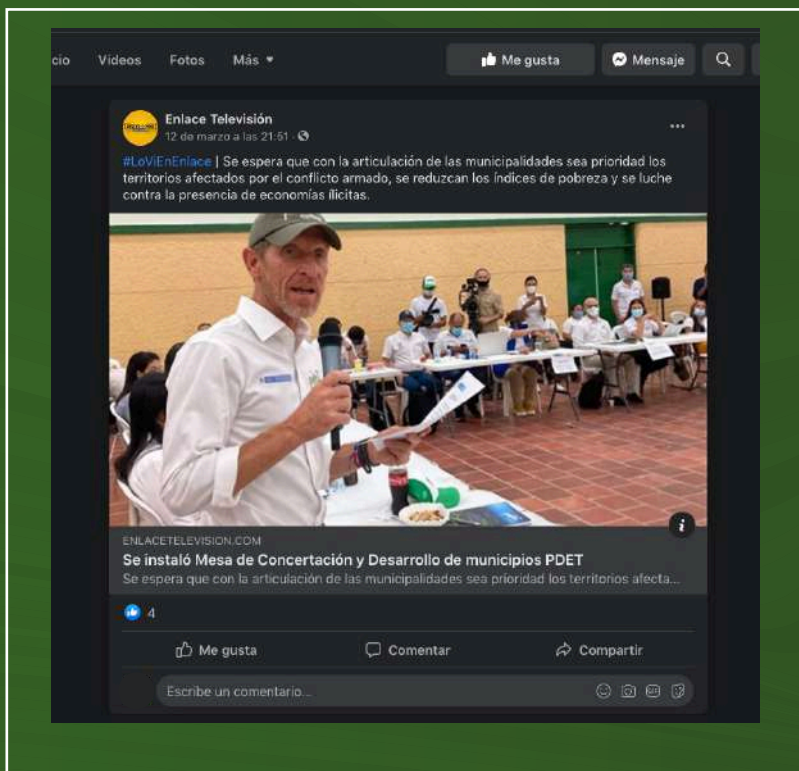 cio Videos Fotos Más Me gusta Mensaje
Enlace Televisión
12 de marzo a las 21:51 ·
#LoViEnEnlace | Se espera que con la articulación de las municipalidades sea prioridad los
territorios afectados por el conflicto armado, se reduzcan los índices de pobreza y se luche
contra la presencia de economías ílicitas.
ENLACETELEVISION.COM
Se instaló Mesa de Concertación y Desarrollo de municipios PDET
Se espera que con la articulación de las municipalidades sea prioridad los territorios afecta...
4
Me gusta Comentar Compartir
Escribe un comentario...
GIF